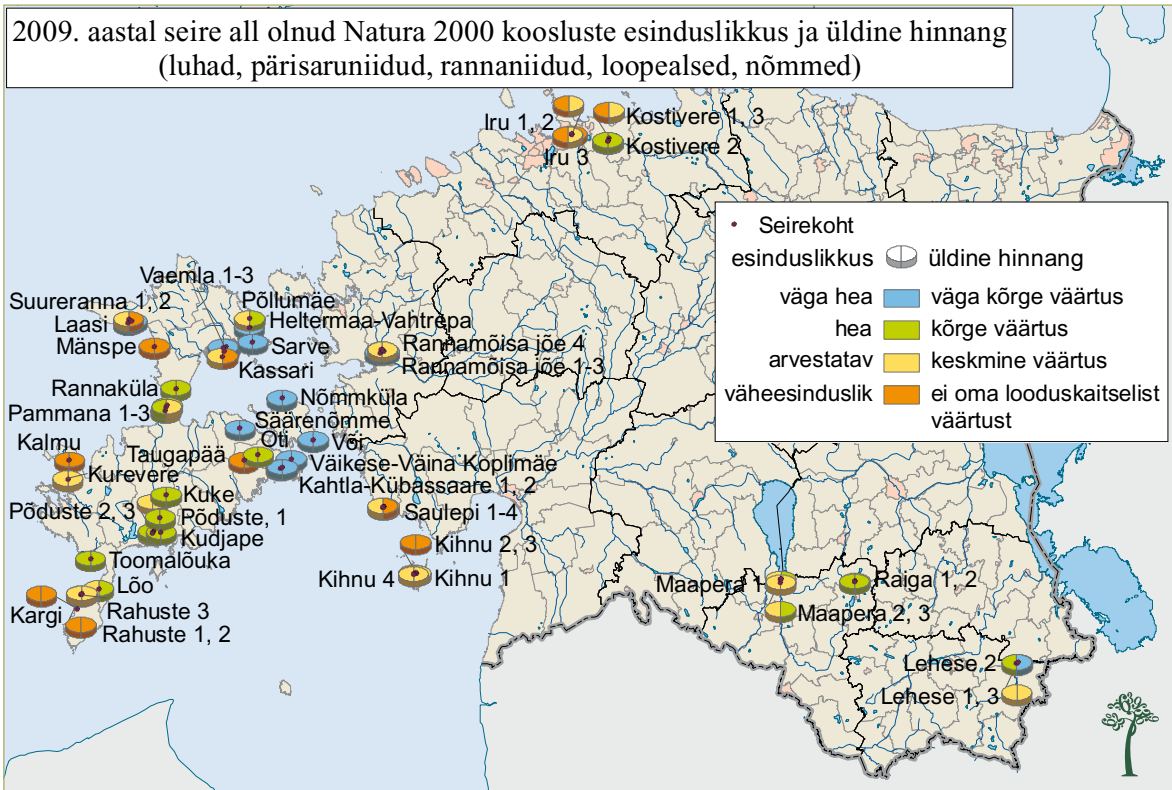 2009. aastal seire all olnud Natura 2000 koosluste esinduslikkus ja üldine hinnang
(luhad, pärisaruniidud, rannaniidud, loopealsed, nõmmed)
Iru 1, 2
Kostivere 1, 3
Iru 3
Kostivere 2
Seirekoht
esinduslikkus üldine hinnang
väga hea väga kõrge väärtus
hea kõrge väärtus
arvestatav keskmine väärtus
väheesinduslik ei oma looduskaitselist
väärtust
Vaemla 1-3
Suureranna 1, 2
Põllumäe
Laasi
Heltermaa-Vahtrepa
Mänspe
Sarve
Kassari
Rannamõisa jõe 4
Rannamõisa jõe 1-3
Rannaküla
Nõmmküla
Pammana 1-3
Säärenõmme
Oti
Või
Kalmu
Taugapää
Väikese-Väina Koplimäe
Kurevere
Kahtla-Kübassaare 1, 2
Kuke
Põduste 2, 3
Põduste, 1
Saulepi 1-4
Kudjape
Kihnu 2, 3
Toomalõuka
Kihnu 4
Kihnu 1
Lõo
Kargi
Rahuste 3
Rahuste 1, 2
Maapera 1
Raiga 1, 2
Maapera 2, 3
Lehese 2
Lehese 1, 3